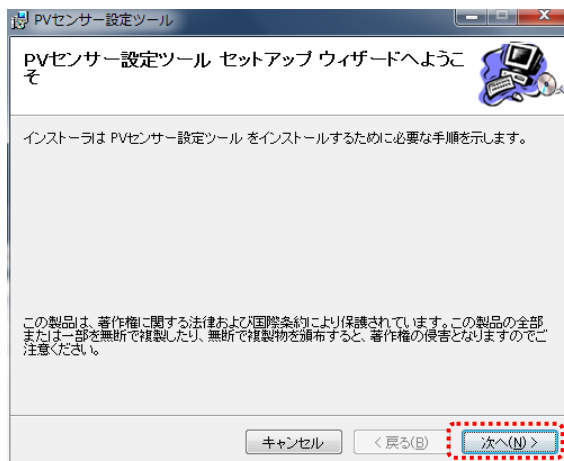 PVセンサー設定ツール
PVセンサー設定ツール セットアップ ウィザードへようこ
そ
インストーラは PVセンサー設定ツール をインストールするために必要な手順を示します。
この製品は、著作権に関する法律および国際条約により保護されています。この製品の全部
または一部を無断で複製したり、無断で複製物を頒布すると、著作権の侵害となりますのでご
注意ください。
キャンセル
< 戻る(B)
次へ(N) >